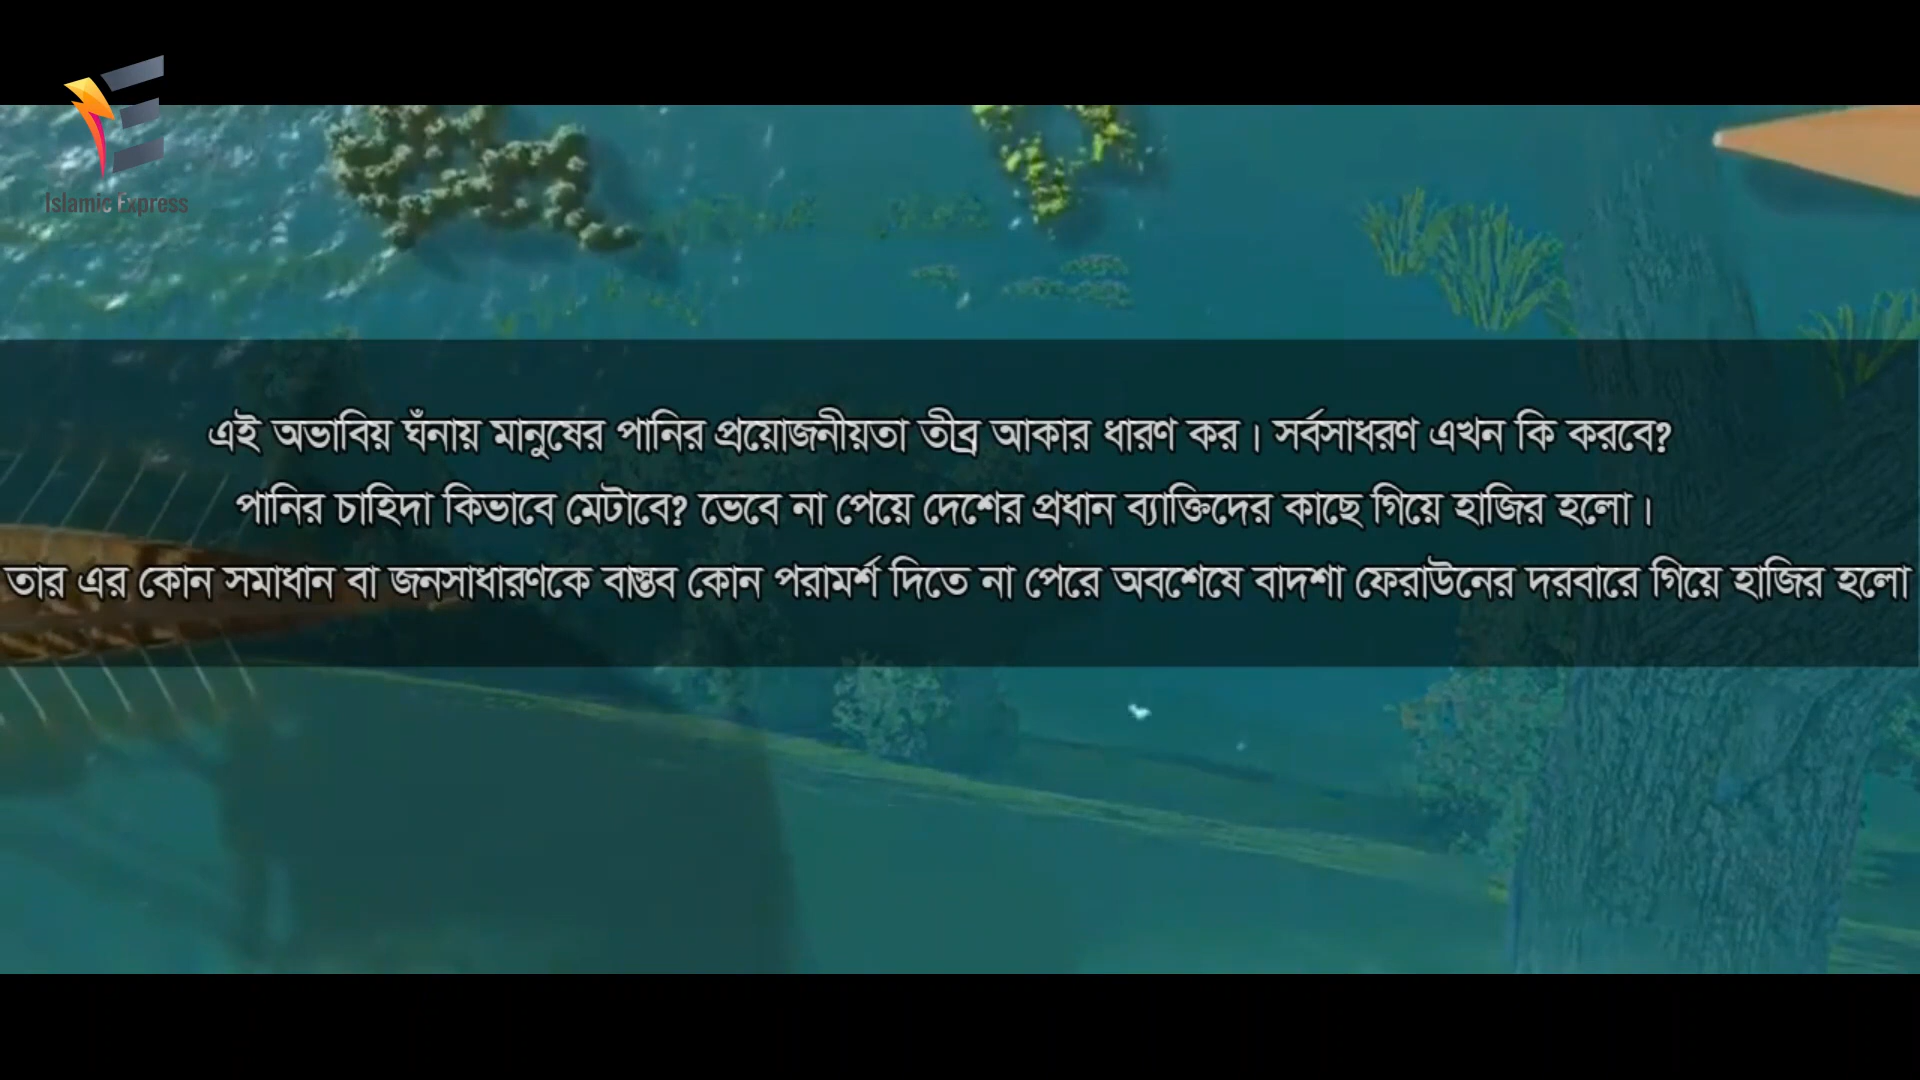 Islamic Express
এই অভাবিয় ঘঁনায় মানুষের পানির প্রয়োজনীয়তা তীব্র আকার ধারণ কর। সর্বসাধরণ এখন কি করবে?
পানির চাহিদা কিভাবে মেটাবে? ভেবে না পেয়ে দেশের প্রধান ব্যাক্তিদের কাছে গিয়ে হাজির হলো।
তার এর কোন সমাধান বা জনসাধারণকে বাস্তব কোন পরামর্শ দিতে না পেরে অবশেষে বাদশা ফেরাউনের দরবারে গিয়ে হাজির হলো